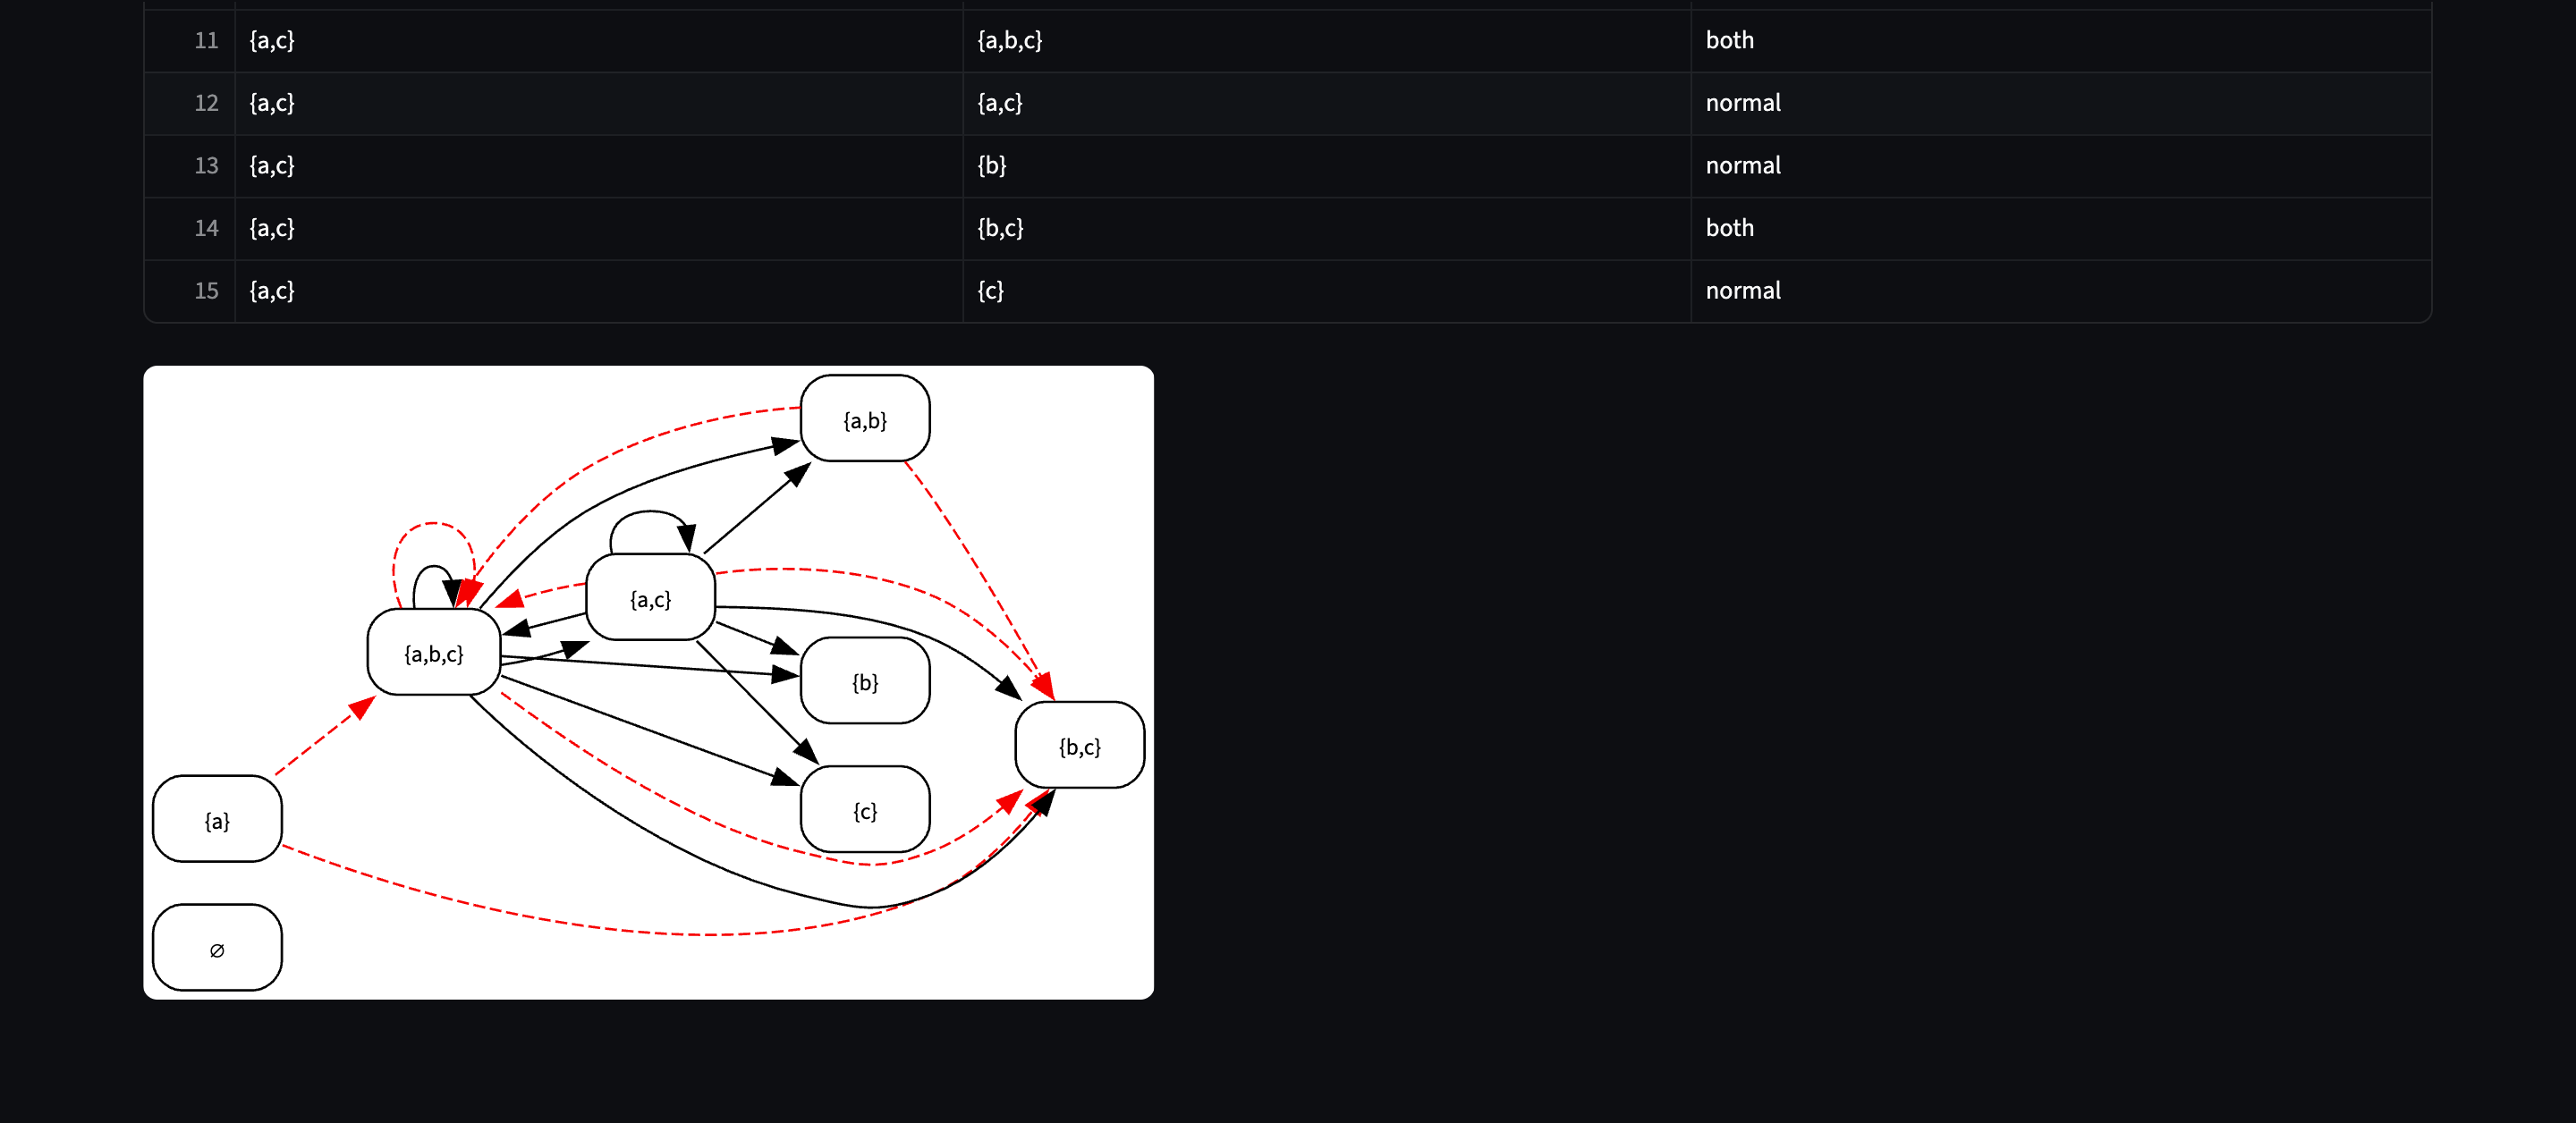 11 {a,c} {a,b,c} both
12 {a,c} {a,c} normal
13 {a,c} {b} normal
14 {a,c} {b,c} both
15 {a,c} {c} normal
{a,b}
{a,c}
{a,b,c}
{b}
{b,c}
{c}
{a}
∅